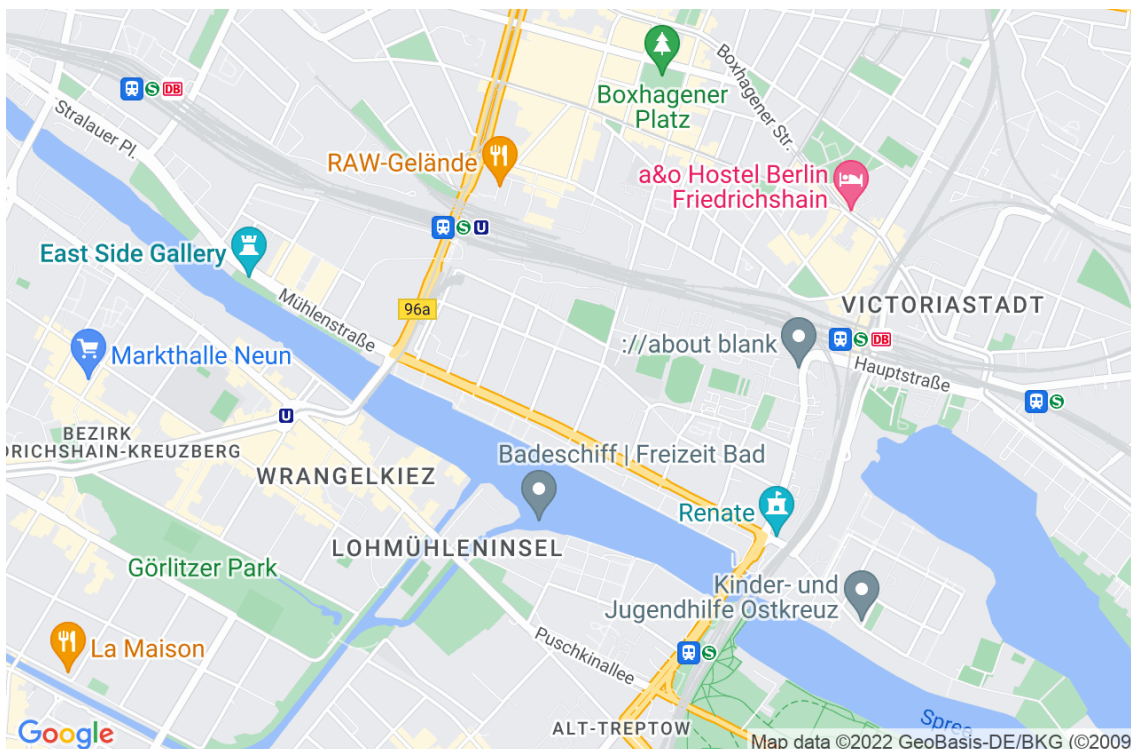 Boxhagener Str.
Boxhagener
Platz
S
DB
Stralauer Pl.
RAW-Gelände
a&o Hostel Berlin
Friedrichshain
S
U
East Side Gallery
Mühlenstraße
96a
VICTORIASTADT
://about blank
S
DB
Markthalle Neun
Hauptstraße
S
U
BEZIRK
DRICHSHAIN-KREUZBERG
Badeschiff | Freizeit Bad
WRANGELKIEZ
Renate
LOHMÜHLENINSEL
Görlitzer Park
Kinder- und
Jugendhilfe Ostkreuz
La Maison
Puschkinallee
S
Spree
ALT-TREPTOW
Google
Map data ©2022 GeoBasis-DE/BKG (©2009